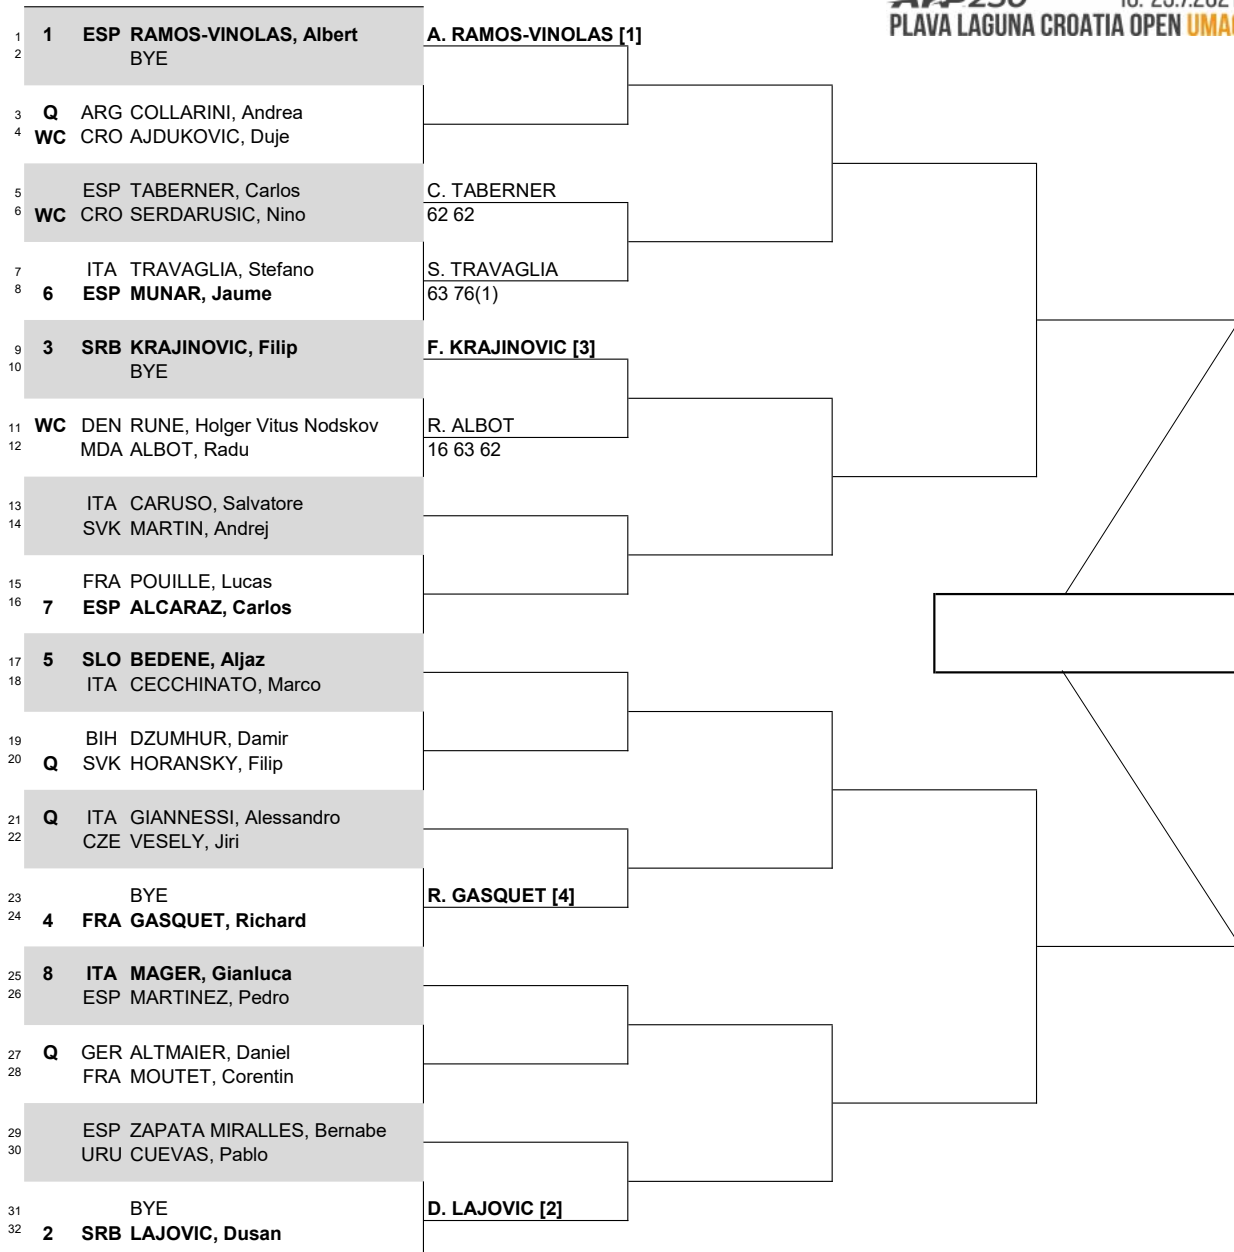 PLAVA LAGUNA CROATIA OPEN
1 1 ESP RAMOS-VINOLAS, Albert A. RAMOS-VINOLAS [1]
2 BYE
3 Q ARG COLLARINI, Andrea
4 WC CRO AJDUKOVIC, Duje
5 ESP TABERNER, Carlos C. TABERNER
6 WC CRO SERDARUSIC, Nino 62 62
7 ITA TRAVAGLIA, Stefano S. TRAVAGLIA
8 6 ESP MUNAR, Jaume 63 76(1)
9 3 SRB KRAJINOVIC, Filip F. KRAJINOVIC [3]
10 BYE
11 WC DEN RUNE, Holger Vitus Nodskov R. ALBOT
12 MDA ALBOT, Radu 16 63 62
13 ITA CARUSO, Salvatore
14 SVK MARTIN, Andrej
15 FRA POUILLE, Lucas
16 7 ESP ALCARAZ, Carlos
17 5 SLO BEDENE, Aljaz
18 ITA CECCHINATO, Marco
19 BIH DZUMHUR, Damir
20 Q SVK HORANSKY, Filip
21 Q ITA GIANNESSI, Alessandro
22 CZE VESELY, Jiri
23 BYE R. GASQUET [4]
24 4 FRA GASQUET, Richard
25 8 ITA MAGER, Gianluca
26 ESP MARTINEZ, Pedro
27 Q GER ALTMAIER, Daniel
28 FRA MOUTET, Corentin
29 ESP ZAPATA MIRALLES, Bernabe
30 URU CUEVAS, Pablo
31 BYE D. LAJOVIC [2]
32 2 SRB LAJOVIC, Dusan